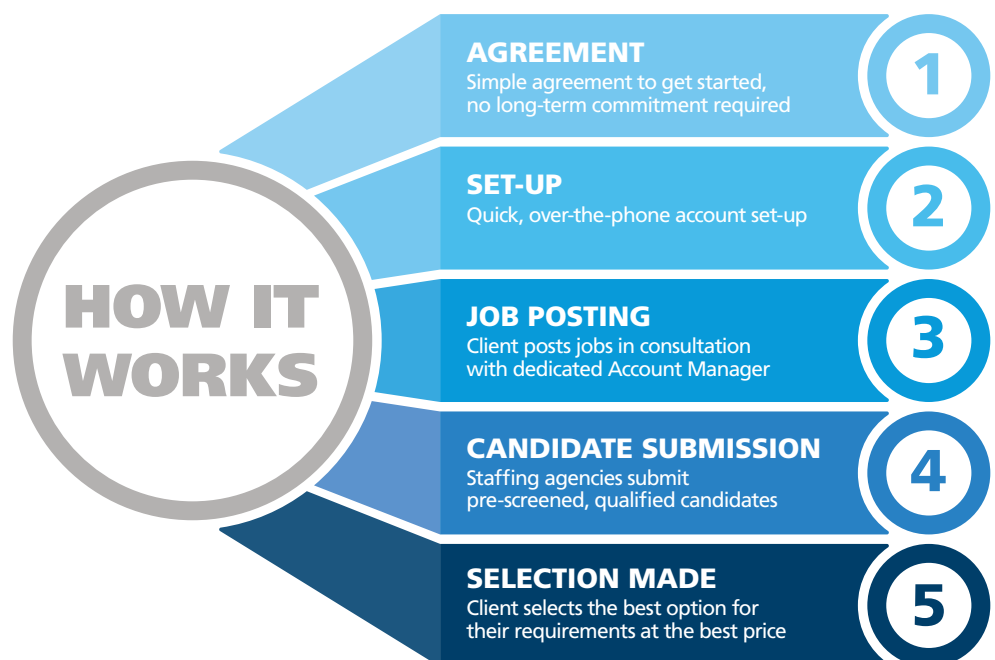 HOW IT
WORKS
AGREEMENT
Simple agreement to get started,
no long-term commitment required
1
SET-UP
Quick, over-the-phone account set-up
2
JOB POSTING
Client posts jobs in consultation
with dedicated Account Manager
3
CANDIDATE SUBMISSION
Staffing agencies submit
pre-screened, qualified candidates
4
SELECTION MADE
Client selects the best option for
their requirements at the best price
5